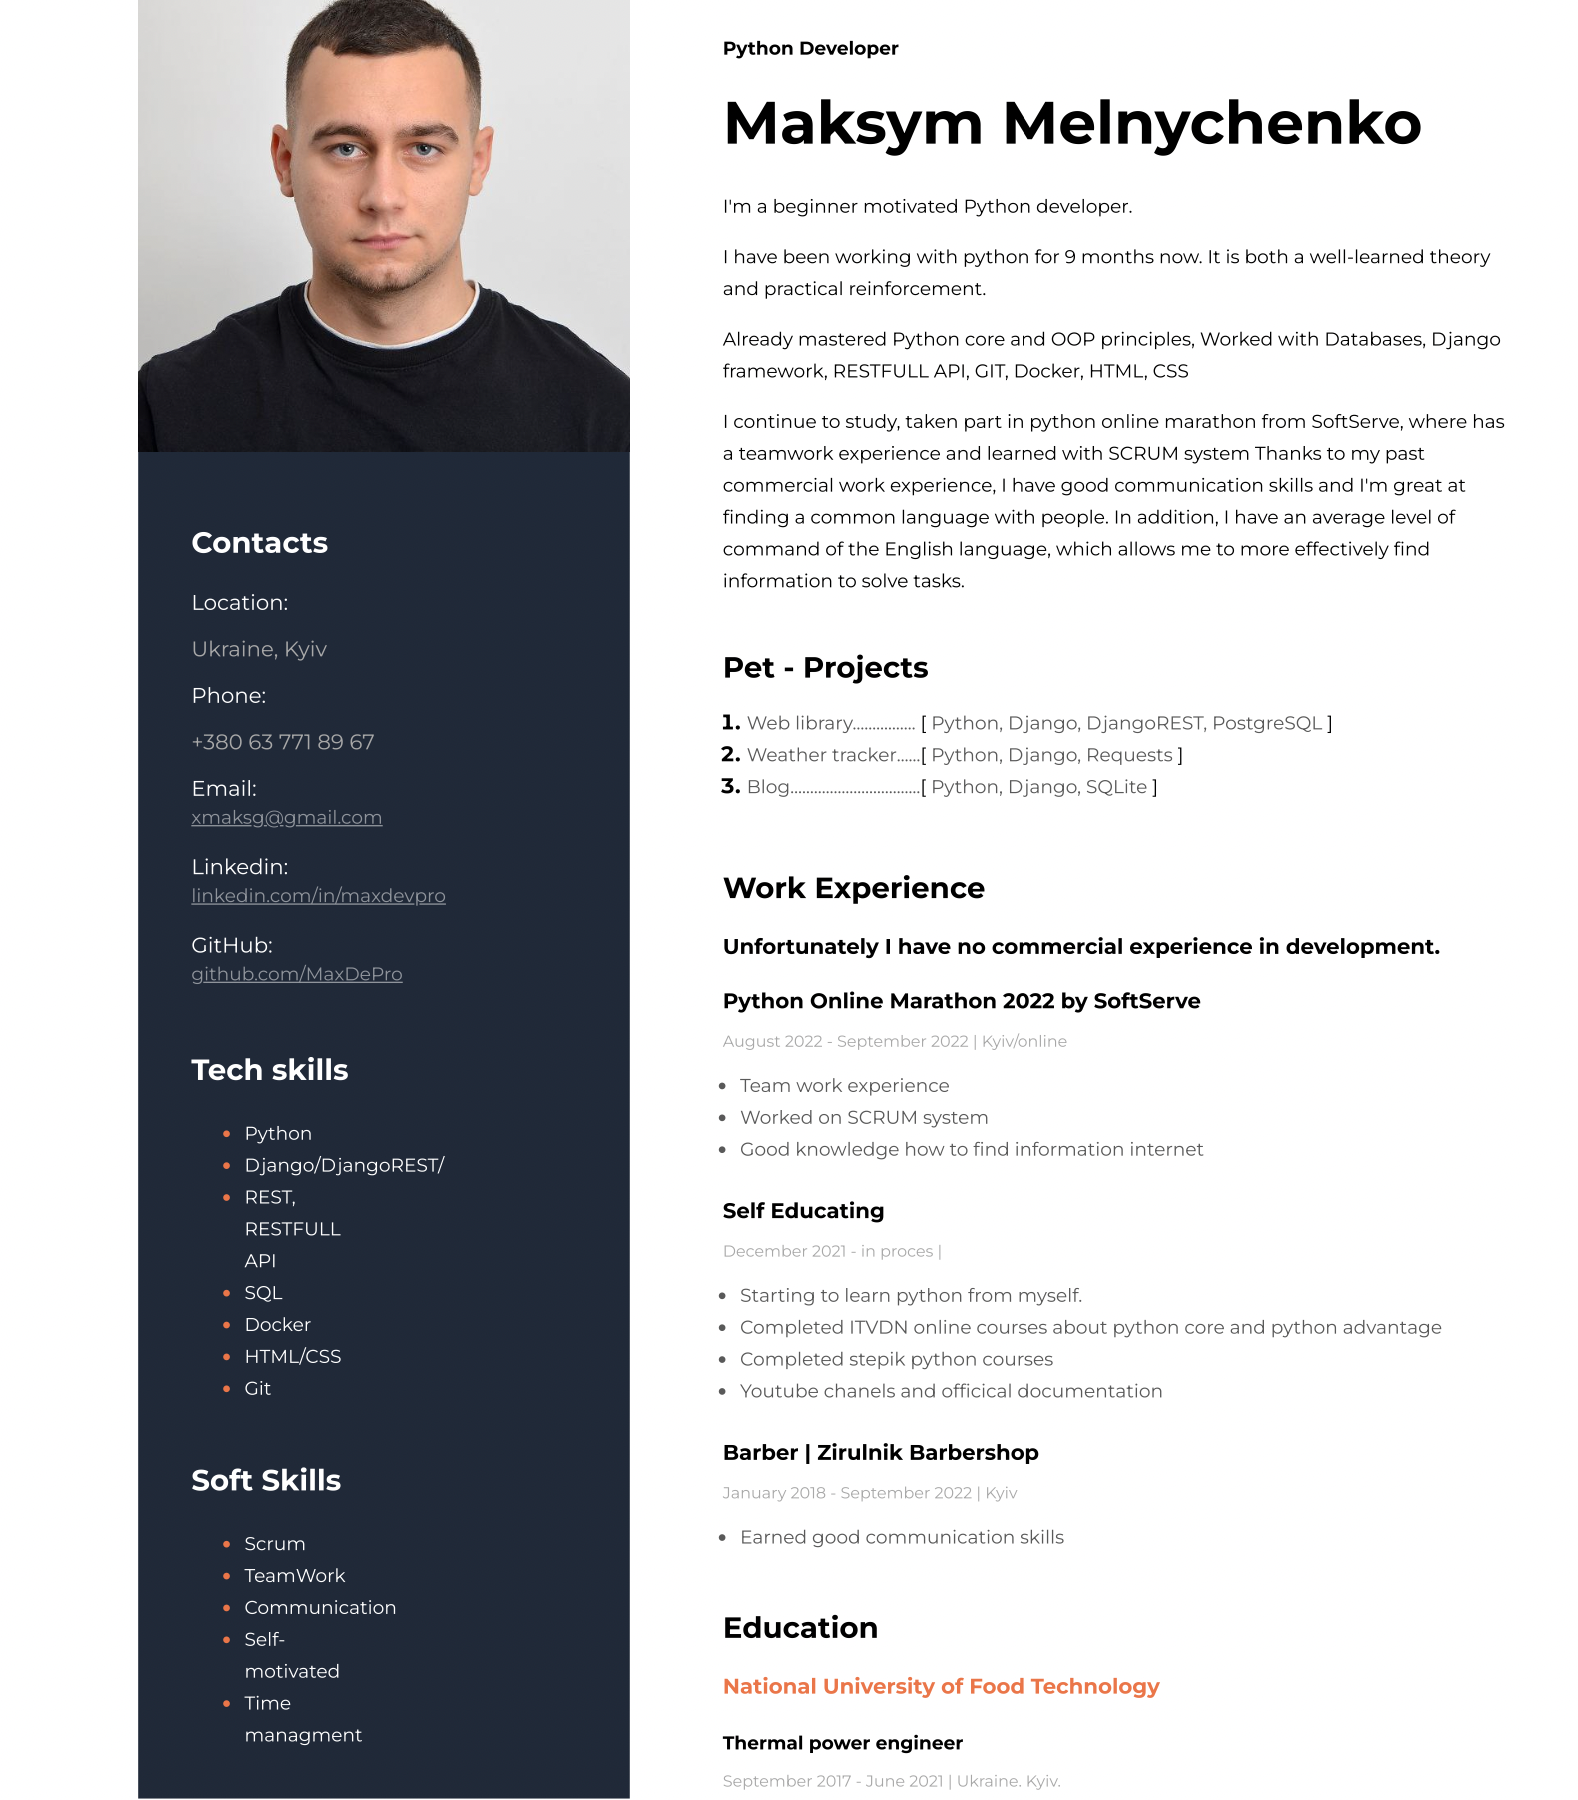 Contacts
Location:
Ukraine, Kyiv
Phone:
+380 63 771 89 67
Email:
xmaksg@gmail.com
Linkedin:
linkedin.com/in/maxdevpro
GitHub:
github.com/MaxDePro
Tech skills
• Python
• Django/DjangoREST/
• REST,
RESTFULL
API
• SQL
• Docker
• HTML/CSS
• Git
Soft Skills
• Scrum
• TeamWork
• Communication
• Self-
motivated
• Time
managment
Python Developer
Maksym Melnychenko
I'm a beginner motivated Python developer.
I have been working with python for 9 months now. It is both a well-learned theory
and practical reinforcement.
Already mastered Python core and OOP principles, Worked with Databases, Django
framework, RESTFULL API, GIT, Docker, HTML, CSS
I continue to study, taken part in python online marathon from SoftServe, where has
a teamwork experience and learned with SCRUM system Thanks to my past
commercial work experience, I have good communication skills and I'm great at
finding a common language with people. In addition, I have an average level of
command of the English language, which allows me to more effectively find
information to solve tasks.
Pet - Projects
1. Web library................ [ Python, Django, DjangoREST, PostgreSQL ]
2. Weather tracker......[ Python, Django, Requests ]
3. Blog.................................[ Python, Django, SQLite ]
Work Experience
Unfortunately I have no commercial experience in development.
Python Online Marathon 2022 by SoftServe
August 2022 - September 2022 | Kyiv/online
• Team work experience
• Worked on SCRUM system
• Good knowledge how to find information internet
Self Educating
December 2021 - in proces |
• Starting to learn python from myself.
• Completed ITVDN online courses about python core and python advantage
• Completed stepik python courses
• Youtube chanels and officical documentation
Barber | Zirulnik Barbershop
January 2018 - September 2022 | Kyiv
• Earned good communication skills
Education
National University of Food Technology
Thermal power engineer
September 2017 - June 2021 | Ukraine. Kyiv.